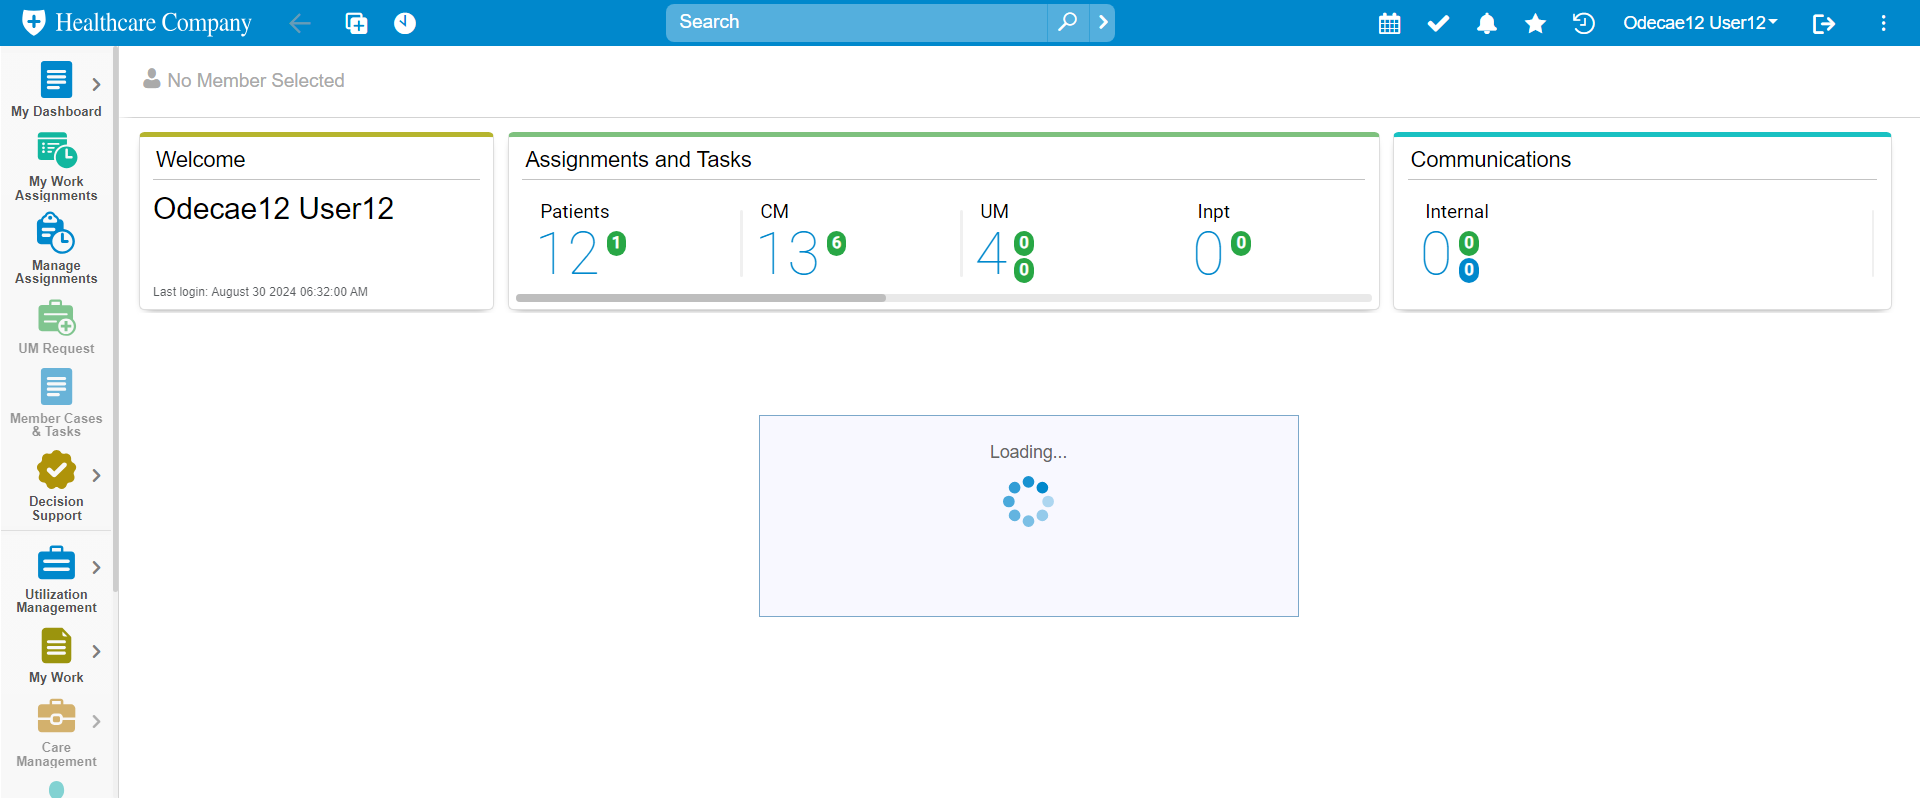 Healthcare Company
Search
Odecae12 User12
No Member Selected
My Dashboard
My Work
Assignments
Manage
Assignments
UM Request
Member Cases
& Tasks
Decision
Support
Utilization
Management
My Work
Care
Management
Welcome
Odecae12 User12
Last login: August 30 2024 06:32:00 AM
Assignments and Tasks
Patients
12 1
CM
13 6
UM
4 0
0
Inpt
0 0
Communications
Internal
0 0
0
Loading...